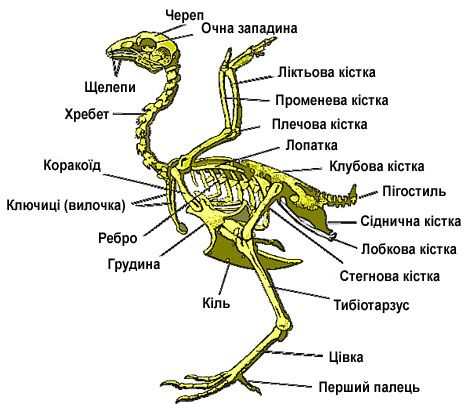 Череп
Очна западина
Щелепи
Хребет
Ліктьова кістка
Променева кістка
Плечова кістка
Лопатка
Коракоїд
Клубова кістка
Пігостиль
Ключиці (вилочка)
Сіднична кістка
Ребро
Лобкова кістка
Грудина
Стегнова кістка
Кіль
Тибіотарзус
Цівка
Перший палець